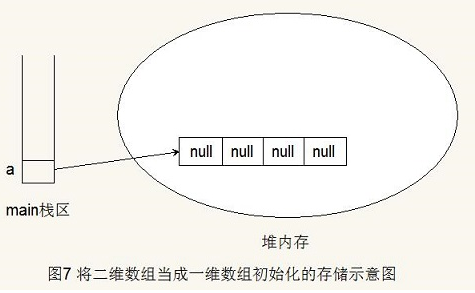 null null null null
a
main栈区
堆内存
图7 将二维数组当成一维数组初始化的存储示意图